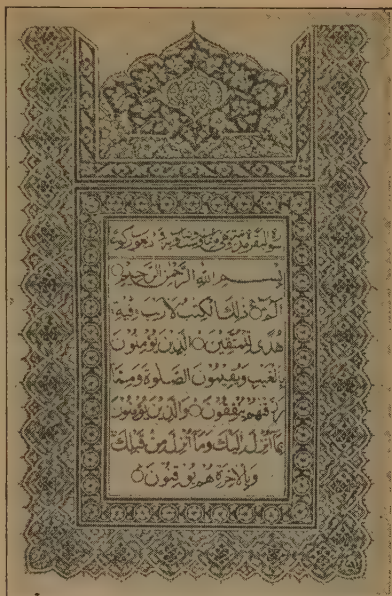 سورة البقرة مدنية
بسم الله الرحمن الرحيم
الم ذلك الكتب لا ريب فيه
هدى للمتقين الذين يؤمنون
بالغيب ويقيمون الصلوة ومما
رزقنهم ينفقون والذين يؤمنون
بما أنزل إليك وما أنزل من قبلك
وبالآخرة هم يوقنون